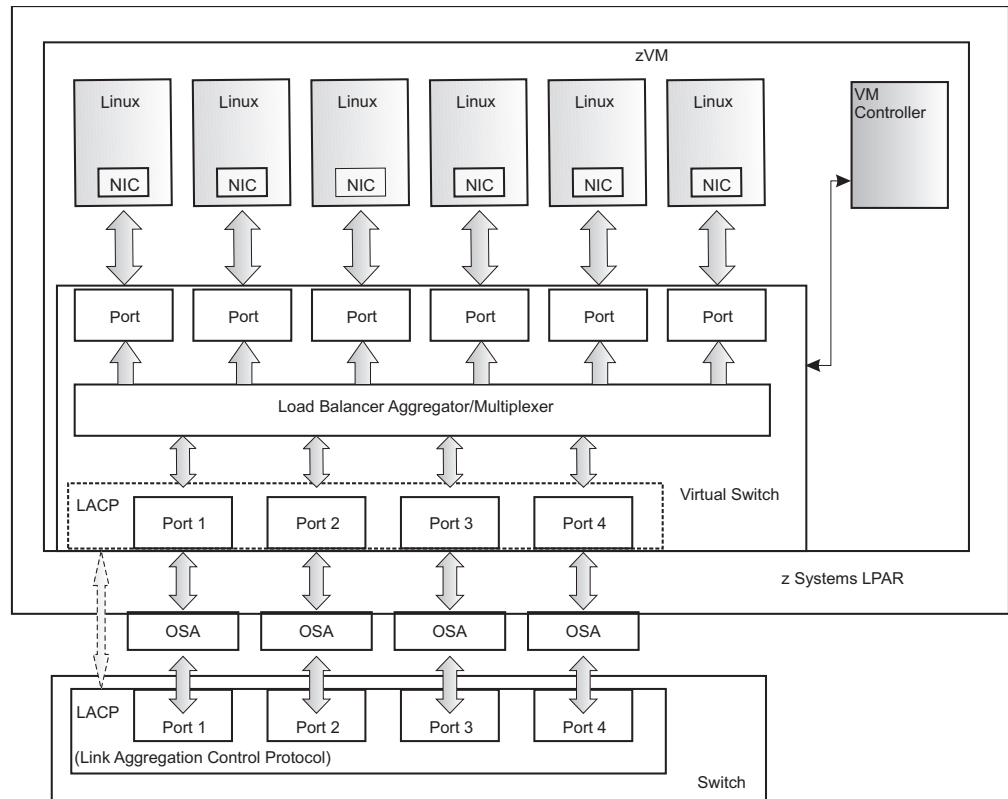 zVM
Linux Linux Linux Linux Linux Linux
VM
Controller
NIC NIC NIC NIC NIC NIC
Port Port Port Port Port Port
Load Balancer Aggregator/Multiplexer
LACP
Virtual Switch
Port 1 Port 2 Port 3 Port 4
z Systems LPAR
OSA OSA OSA OSA
LACP
Port 1 Port 2 Port 3 Port 4
(Link Aggregation Control Protocol)
Switch